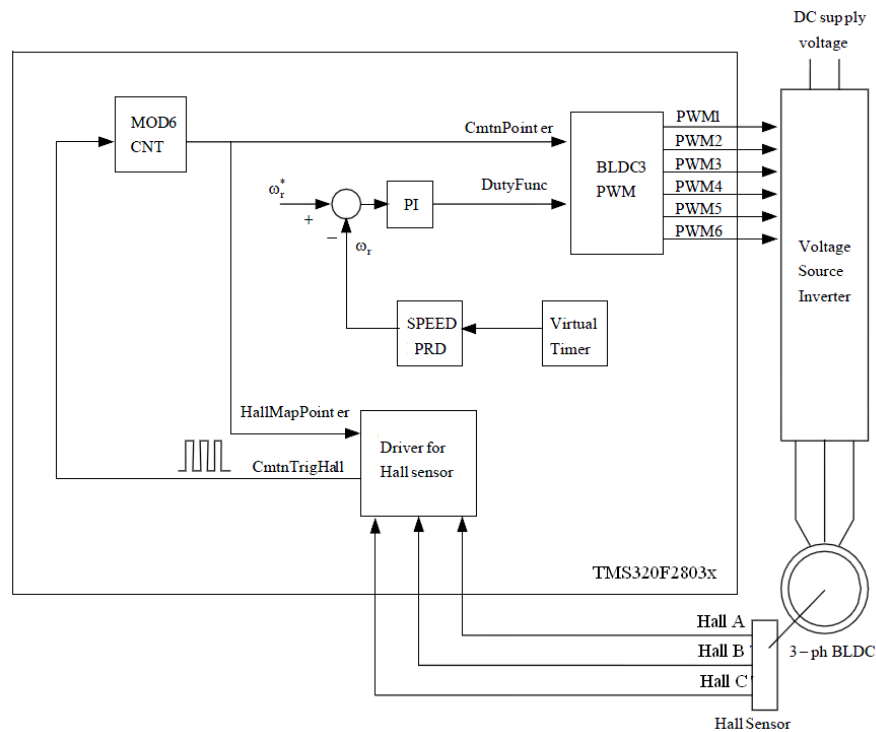 DC supply
voltage
MOD6
CNT
CmtnPointer
BLDC3
PWM
PWM1
PWM2
PWM3
PWM4
PWM5
PWM6
ω*r
+
−
PI
DutyFunc
ωr
Voltage
Source
Inverter
SPEED
PRD
Virtual
Timer
HallMapPointer
Driver for
Hall sensor
CmtnTrigHall
TMS320F2803x
Hall A
Hall B
Hall C
3−ph BLDC
Hall Sensor